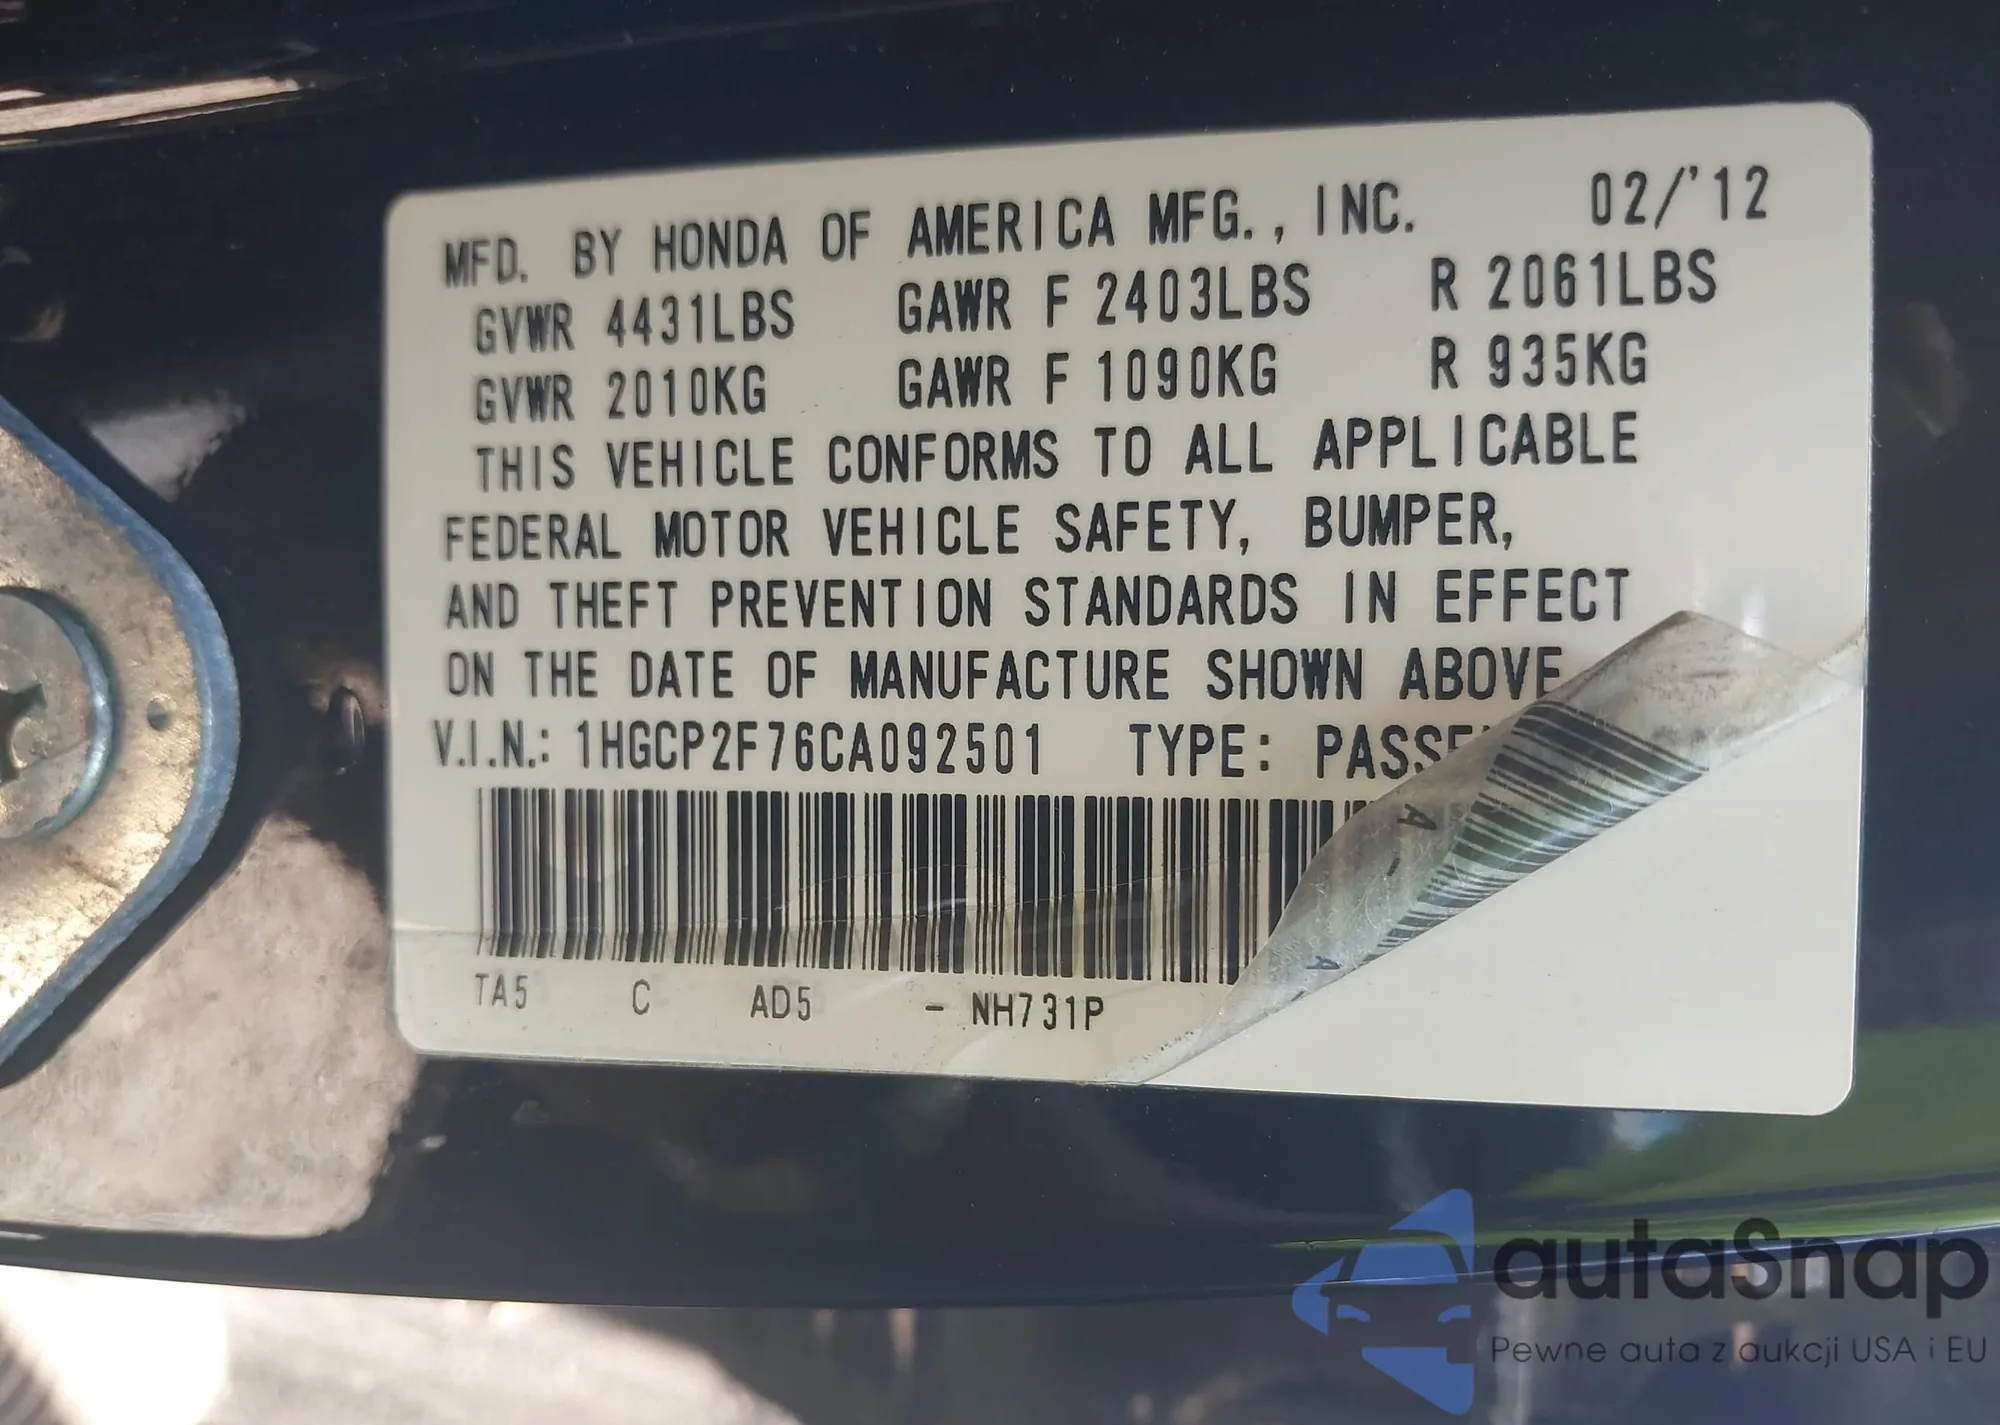 MFD. BY HONDA OF AMERICA MFG., INC. 02/'12
GVWR 4431LBS GAWR F 2403LBS R 2061LBS
GVWR 2010KG GAWR F 1090KG R 935KG
THIS VEHICLE CONFORMS TO ALL APPLICABLE
FEDERAL MOTOR VEHICLE SAFETY, BUMPER,
AND THEFT PREVENTION STANDARDS IN EFFECT
ON THE DATE OF MANUFACTURE SHOWN ABOVE
V.I.N.: 1HGCP2F76CA092501 TYPE:
TA5 C AD5 - NH731P
autaSnap
Pewne auta z aukcji USA i EU